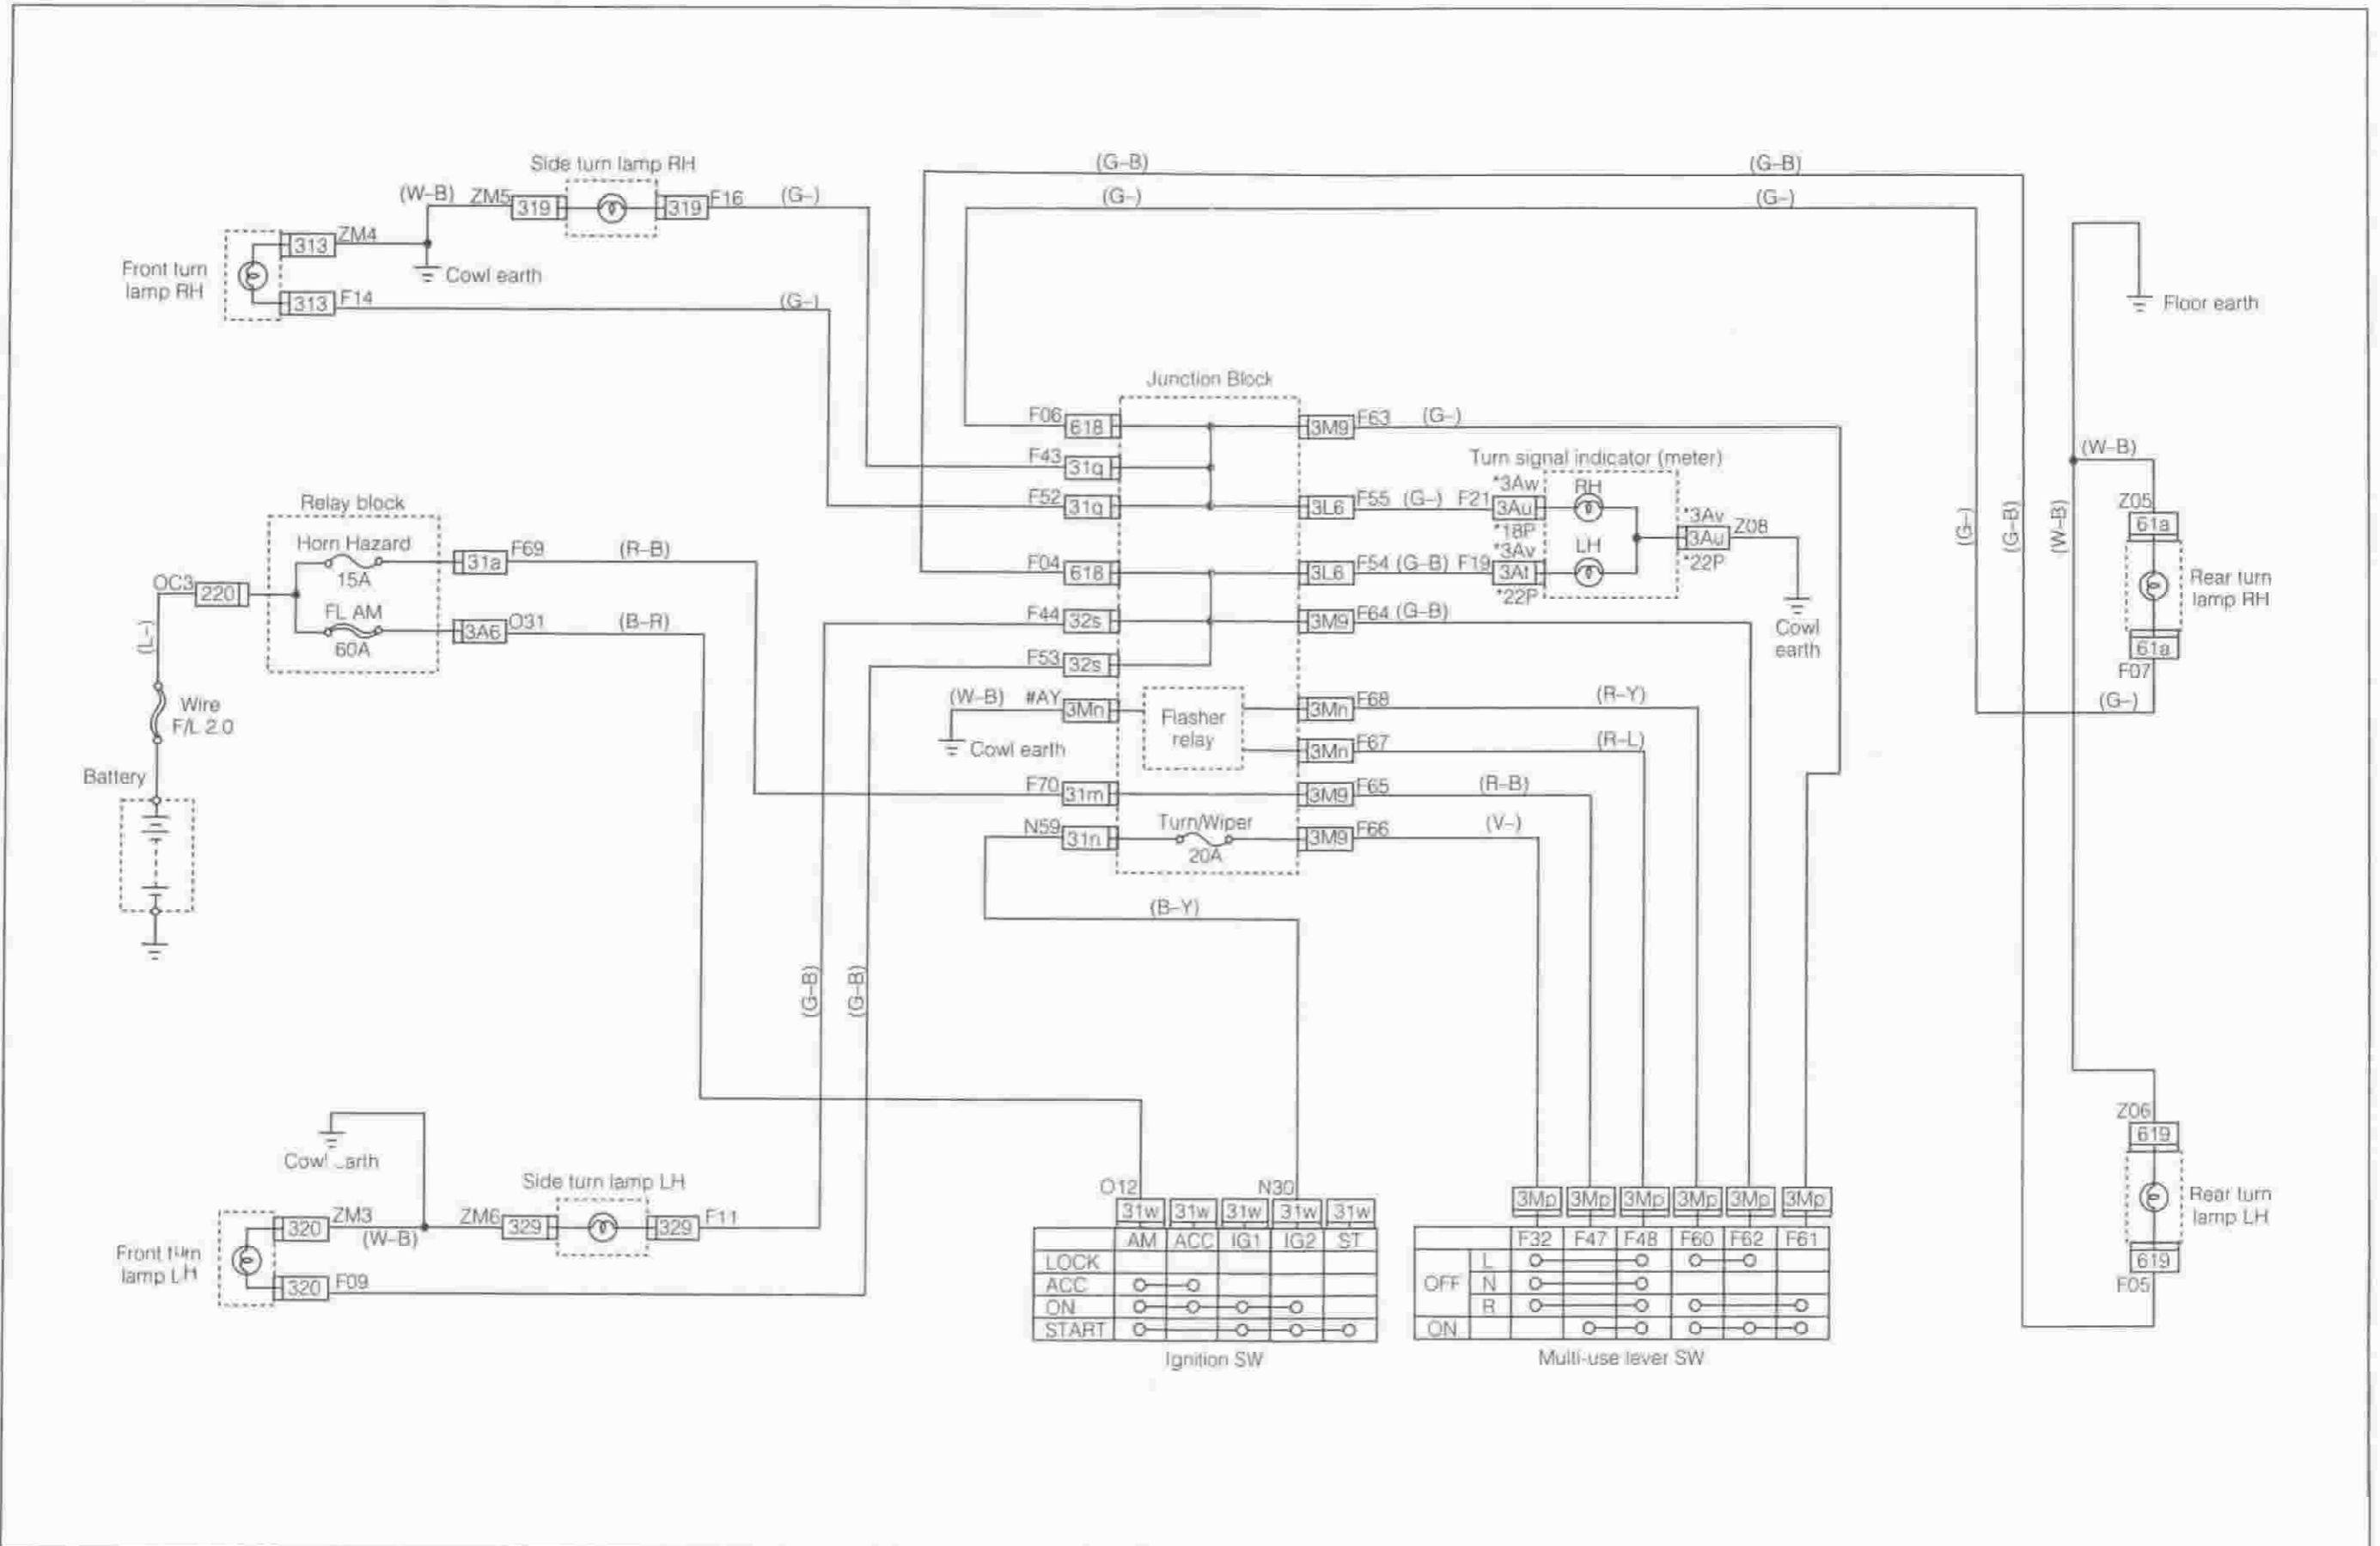 (G-B)
(G-B)
Side turn lamp RH
(W-B)
ZM5
319
319
F16
(G-)
(G-)
(G-)
313
ZM4
Front turn
lamp RH
Cowl earth
313
F14
(G-)
Floor earth
Junction Block
F06
618
3M9
F63
(G-)
F43
31q
Turn signal indicator (meter)
(W-B)
Relay block
F52
31q
3L6
F55
(G-)
F21
*3Aw
3Au
*18P
RH
*3Av
3Au
*22P
Z08
(G-)
(G-B)
(W-B)
Z05
61a
Horn Hazard
15A
31a
F69
(R-B)
F04
618
3L6
F54
(G-B)
F19
*3Av
3At
*22P
LH
OC3
220
FL AM
60A
3A6
O31
(B-R)
F44
32s
3M9
F64
(G-B)
Cowl
earth
Rear turn
lamp RH
(L-)
F53
32s
61a
F07
(G-)
Wire
F/L 2.0
(W-B)
#AY
3Mn
Cowl earth
Flasher
relay
3Mn
F68
(R-Y)
3Mn
F67
(R-L)
Battery
F70
31m
3M9
F65
(R-B)
N59
31n
Turn/Wiper
20A
3M9
F66
(V-)
(B-Y)
(G-B)
(G-B)
Cowl
Side turn lamp LH
Z06
619
O12
N30
31w
31w
31w
31w
31w
3Mp
3Mp
3Mp
3Mp
3Mp
3Mp
Front turn
lamp LH
320
ZM3
(W-B)
ZM6
329
329
F11
320
F09
AM
ACC
IG1
IG2
ST
LOCK
ACC
ON
START
Ignition SW
F32
F47
F48
F60
F62
F61
OFF
L
N
R
ON
Multi-use lever SW
Rear turn
lamp LH
619
F05